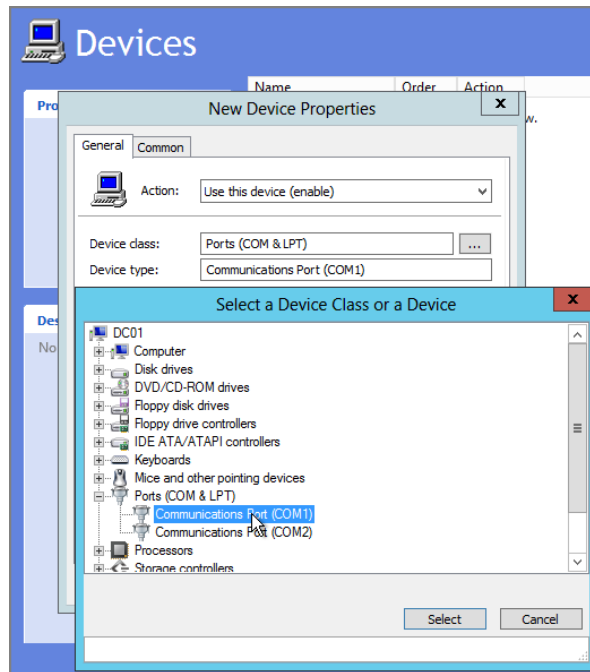 Devices
Name Order Action
Pro
w.
New Device Properties
x
General Common
Action: Use this device (enable)
Device class: Ports (COM & LPT) ...
Device type: Communications Port (COM1)
Select a Device Class or a Device
x
Des
No
DC01
Computer
Disk drives
DVD/CD-ROM drives
Floppy disk drives
Floppy drive controllers
IDE ATA/ATAPI controllers
Keyboards
Mice and other pointing devices
Ports (COM & LPT)
Communications Port (COM1)
Communications Port (COM2)
Processors
Storage controllers
Select Cancel